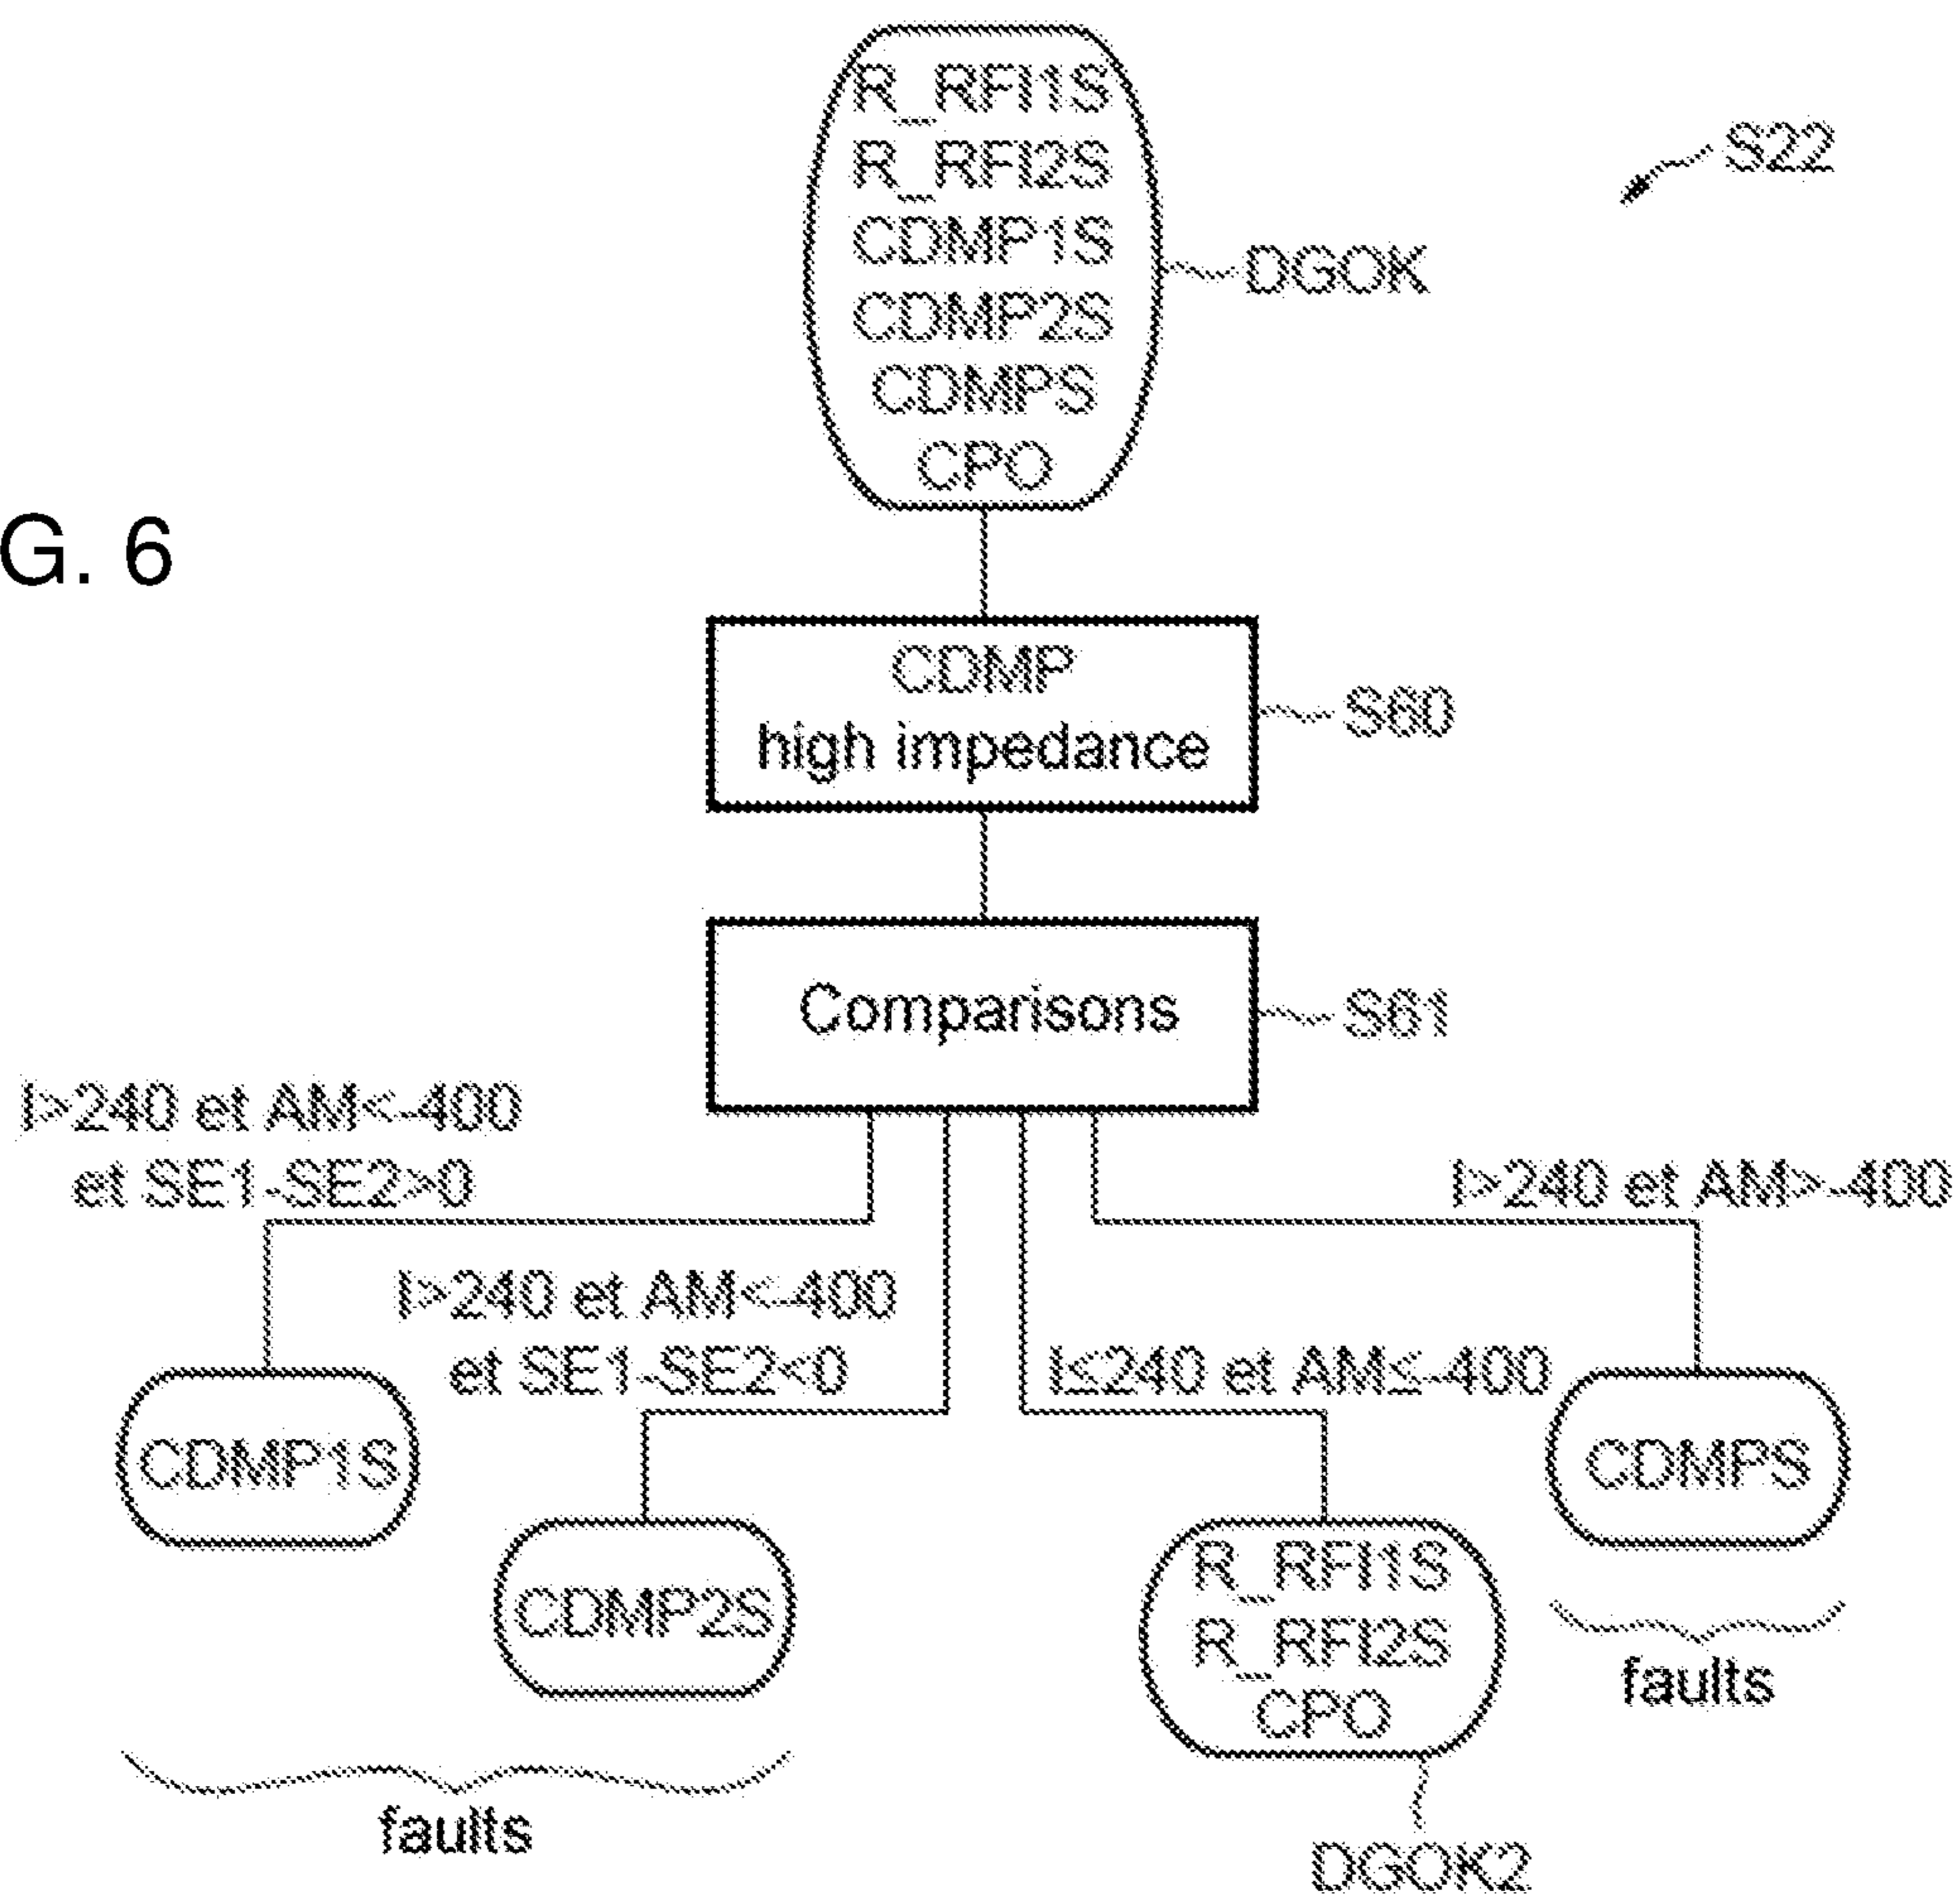 R_RFI1S
R_RFI2S
CDMP1S
CDMP2S
CDMPS
CPO
S22
DGOK
G. 6
CDMP
high impedance
S60
Comparisons
S61
I>240 et AM<-400
et SE1-SE2>0
I>240 et AM>-400
I>240 et AM<-400
et SE1-SE2<0
I≤240 et AM≤-400
CDMP1S
CDMP2S
R_RFI1S
R_RFI2S
CPO
CDMPS
faults
faults
DGOK2